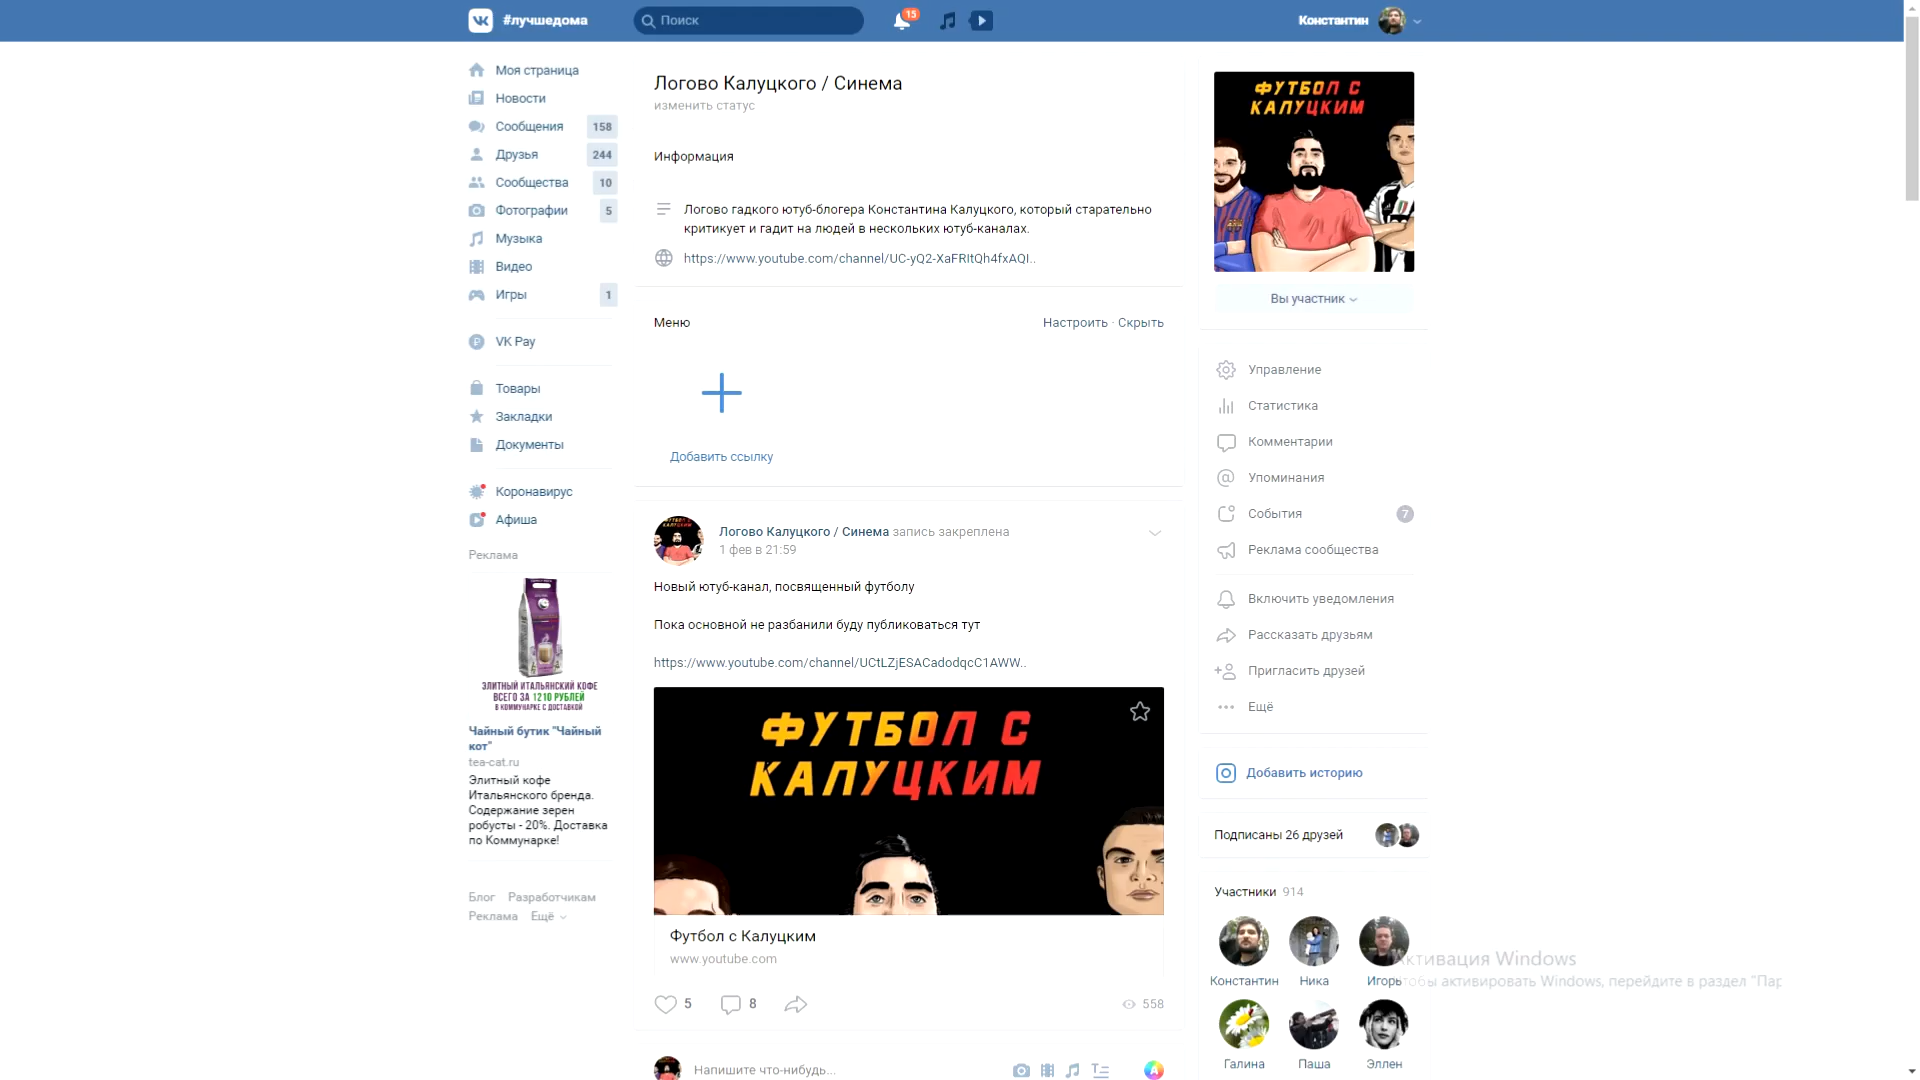 #лучшедома
Поиск
15
Константин
Моя страница
Новости
Сообщения 158
Друзья 244
Сообщества 10
Фотографии 5
Музыка
Видео
Игры 1
VK Pay
Товары
Закладки
Документы
Коронавирус
Афиша
Реклама
ЭЛИТНЫЙ ИТАЛЬЯНСКИЙ КОФЕ
ВСЕГО ЗА 1210 РУБЛЕЙ
В КОММУНАРКЕ С ДОСТАВКОЙ
Чайный бутик "Чайный
кот"
tea-cat.ru
Элитный кофе
Итальянского бренда.
Содержание зерен
робусты - 20%. Доставка
по Коммунарке!
Блог Разработчикам
Реклама Ещё
Логово Калуцкого / Синема
изменить статус
Информация
Логово гадкого ютуб-блогера Константина Калуцкого, который старательно
критикует и гадит на людей в нескольких ютуб-каналах.
https://www.youtube.com/channel/UC-yQ2-XaFRItQh4fxAQI..
Меню
Настроить · Скрыть
Добавить ссылку
Логово Калуцкого / Синема запись закреплена
1 фев в 21:59
Новый ютуб-канал, посвященный футболу
Пока основной не разбанили буду публиковаться тут
https://www.youtube.com/channel/UCtLZjESACadodqcC1AWW..
ФУТБОЛ С
КАЛУЦКИМ
Футбол с Калуцким
www.youtube.com
5 8 558
Напишите что-нибудь...
ФУТБОЛ С
КАЛУЦКИМ
Вы участник
Управление
Статистика
Комментарии
Упоминания
События 7
Реклама сообщества
Включить уведомления
Рассказать друзьям
Пригласить друзей
Ещё
Добавить историю
Подписаны 26 друзей
Участники 914
Константин Ника Игорь
Галина Паша Эллен
Активация Windows
Чтобы активировать Windows, перейдите в раздел "Пар